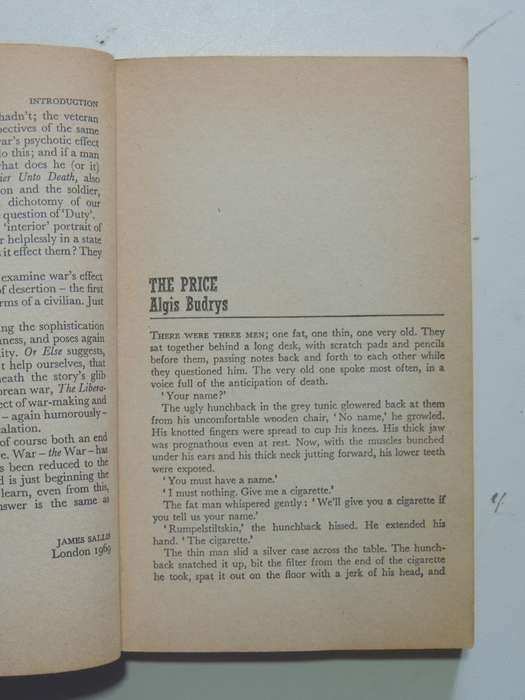 INTRODUCTION
hadn't; the veteran
pectives of the same
var's psychotic effect
to this; and if a man
what does he (or it)
ier Unto Death, also
on and the soldier,
dichotomy of our
question of 'Duty'.
'interior' portrait of
r helplessly in a state
s it effect them? They
examine war's effect
of desertion – the first
rms of a civilian. Just
ng the sophistication
ness, and poses again
lity. Or Else suggests,
t help ourselves, that
neath the story's glib
orean war, The Libera-
ect of war-making and
– again humorously –
calation.
of course both an end
e. War – the War – has
s been reduced to the
d is just beginning the
learn, even from this,
nswer is the same as
JAMES SALLIS
London 1969
THE PRICE
Algis Budrys
THERE WERE THREE MEN; one fat, one thin, one very old. They
sat together behind a long desk, with scratch pads and pencils
before them, passing notes back and forth to each other while
they questioned him. The very old one spoke most often, in a
voice full of the anticipation of death.
'Your name?'
The ugly hunchback in the grey tunic glowered back at them
from his uncomfortable wooden chair, 'No name,' he growled.
His knotted fingers were spread to cup his knees. His thick jaw
was prognathous even at rest. Now, with the muscles bunched
under his ears and his thick neck jutting forward, his lower teeth
were exposed.
'You must have a name.'
'I must nothing. Give me a cigarette.'
The fat man whispered gently: 'We'll give you a cigarette if
you tell us your name.'
'Rumpelstiltskin,' the hunchback hissed. He extended his
hand. 'The cigarette.'
The thin man slid a silver case across the table. The hunch-
back snatched it up, bit the filter from the end of the cigarette
he took, spat it out on the floor with a jerk of his head, and